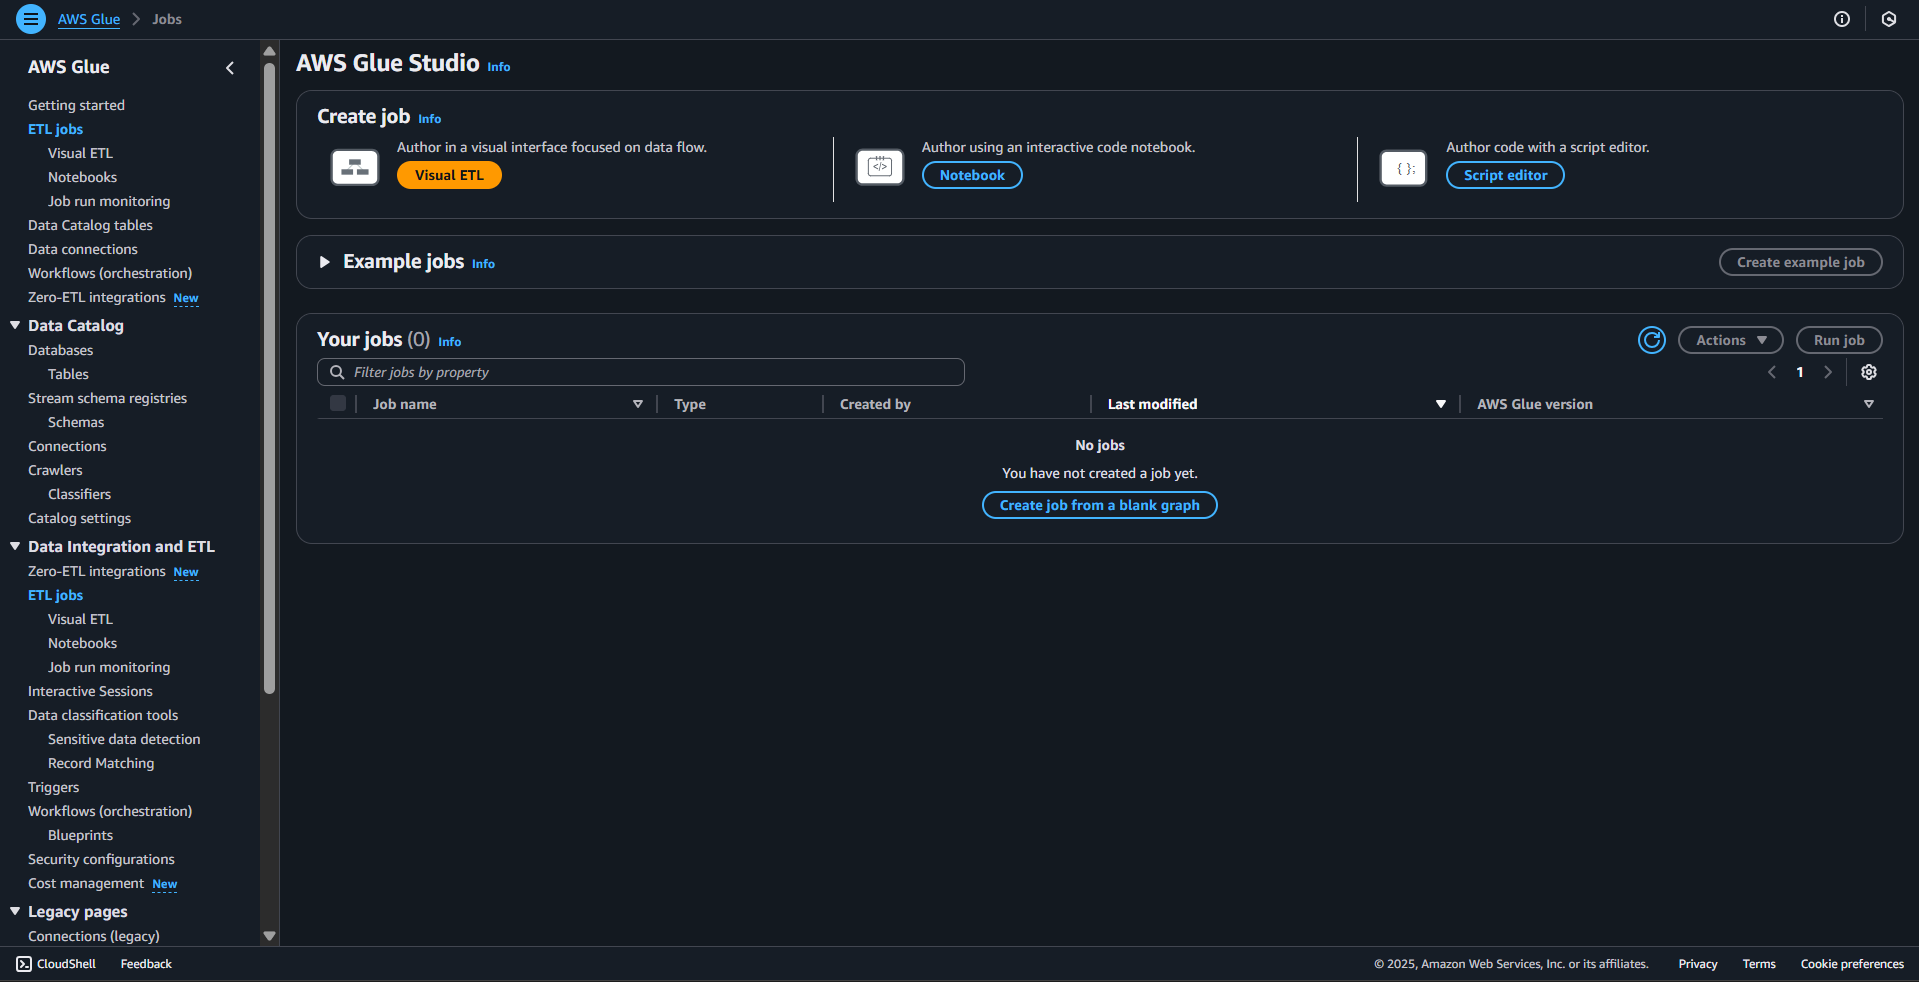 AWS Glue > Jobs
AWS Glue
Getting started
ETL jobs
Visual ETL
Notebooks
Job run monitoring
Data Catalog tables
Data connections
Workflows (orchestration)
Zero-ETL integrations New
Data Catalog
Databases
Tables
Stream schema registries
Schemas
Connections
Crawlers
Classifiers
Catalog settings
Data Integration and ETL
Zero-ETL integrations New
ETL jobs
Visual ETL
Notebooks
Job run monitoring
Interactive Sessions
Data classification tools
Sensitive data detection
Record Matching
Triggers
Workflows (orchestration)
Blueprints
Security configurations
Cost management New
Legacy pages
Connections (legacy)
AWS Glue Studio Info
Create job Info
Author in a visual interface focused on data flow.
Visual ETL
</>
Author using an interactive code notebook.
Notebook
{ };
Author code with a script editor.
Script editor
Example jobs Info
Create example job
Your jobs (0) Info
Actions
Run job
Filter jobs by property
1
Job name Type Created by Last modified AWS Glue version
No jobs
You have not created a job yet.
Create job from a blank graph
CloudShell Feedback
© 2025, Amazon Web Services, Inc. or its affiliates. Privacy Terms Cookie preferences